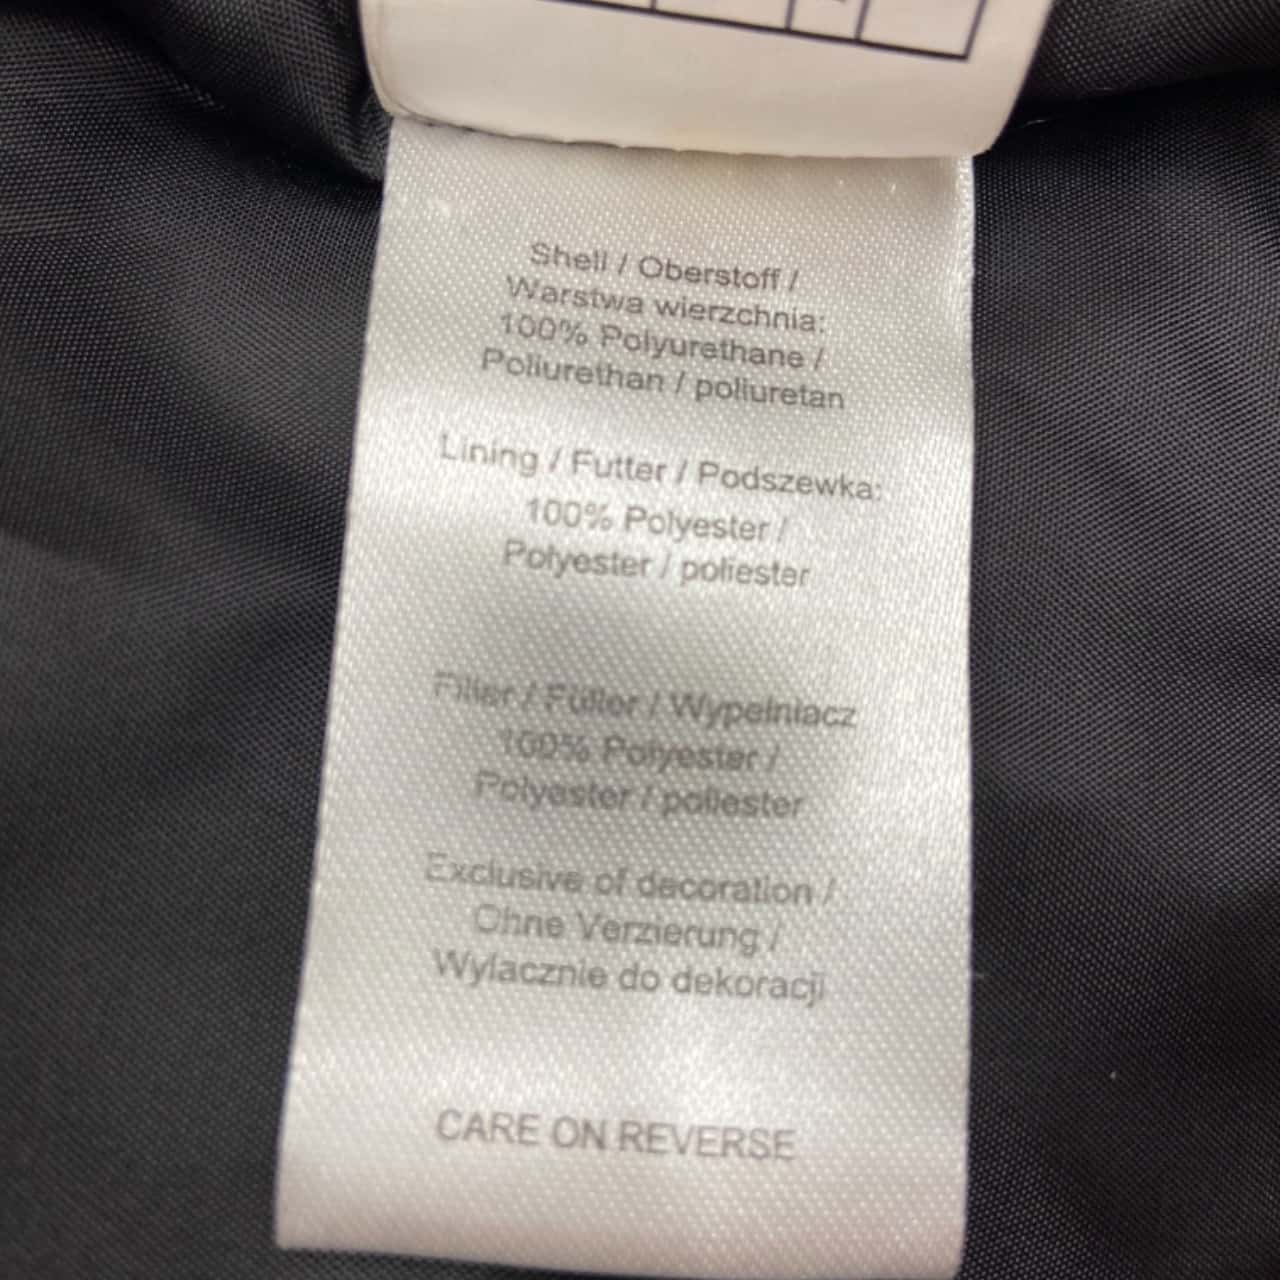 Shell / Oberstoff /
Warstwa wierzchnia:
100% Polyurethane /
Poliurethan / poliuretan
Lining / Futter / Podszewka:
100% Polyester /
Polyester / poliester
Filler / Füller / Wypełniacz
100% Polyester /
Polyester / poliester
Exclusive of dacoration /
Ohne Verzierung /
Wylacznie do dekoracji
CARE ON REVERSE